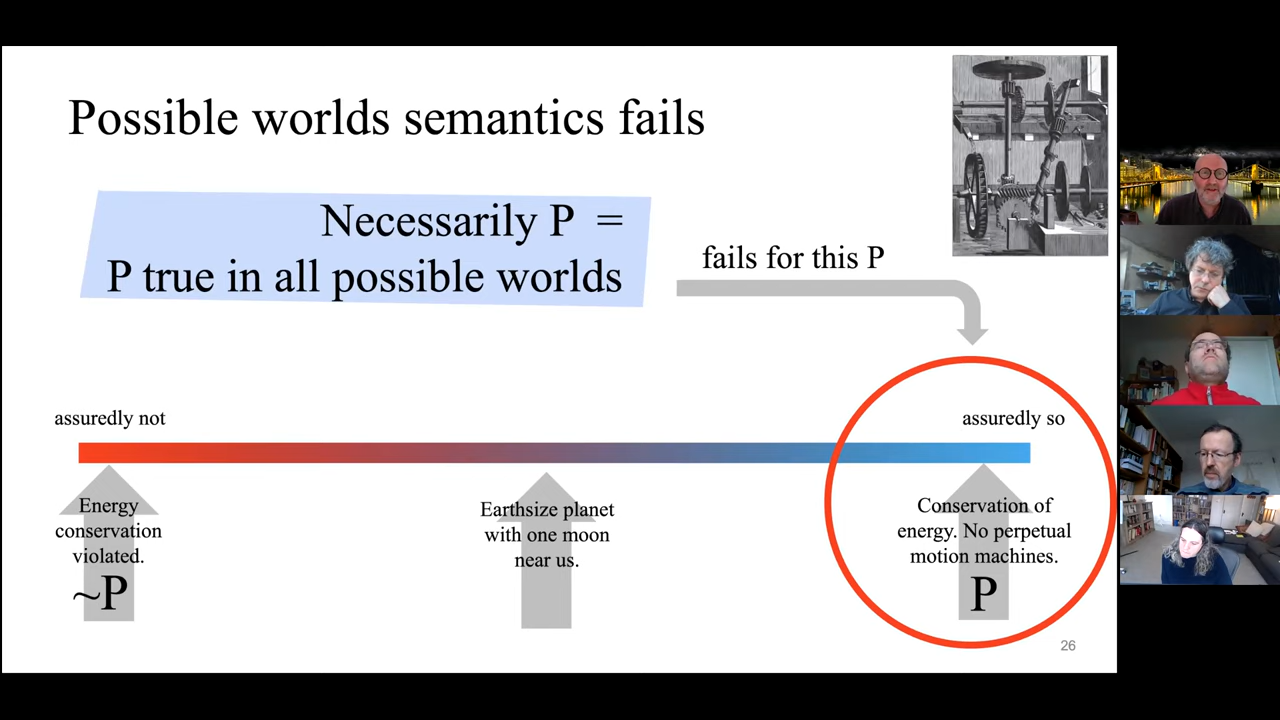 Possible worlds semantics fails
Necessarily P =
P true in all possible worlds
fails for this P
assuredly not
assuredly so
Energy
conservation
violated.
~P
Earthsize planet
with one moon
near us.
Conservation of
energy. No perpetual
motion machines.
P
26